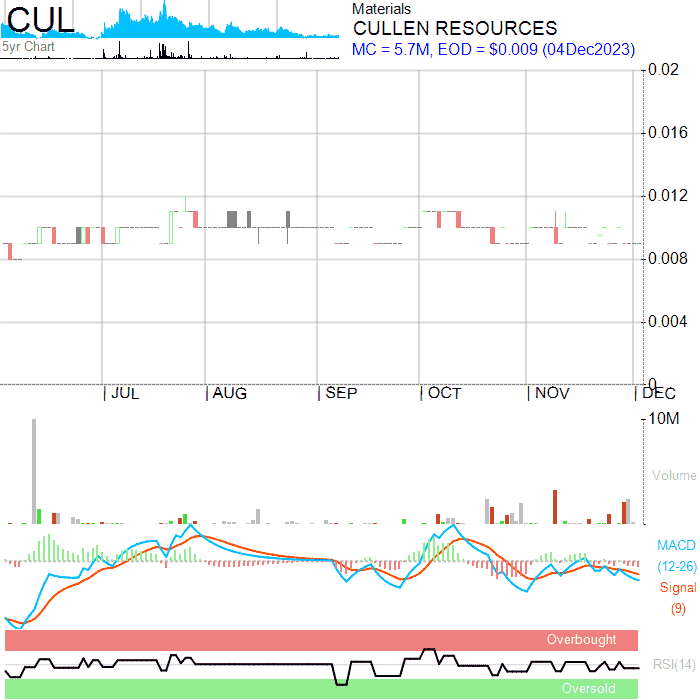 CUL
5yr Chart
Materials
CULLEN RESOURCES
MC = 5.7M, EOD = $0.009 (04Dec2023)
0.02
0.016
0.012
0.008
0.004
0
JUL AUG SEP OCT NOV DEC
10M
Volume
MACD
(12-26)
Signal
(9)
Overbought
RSI(14)
Oversold